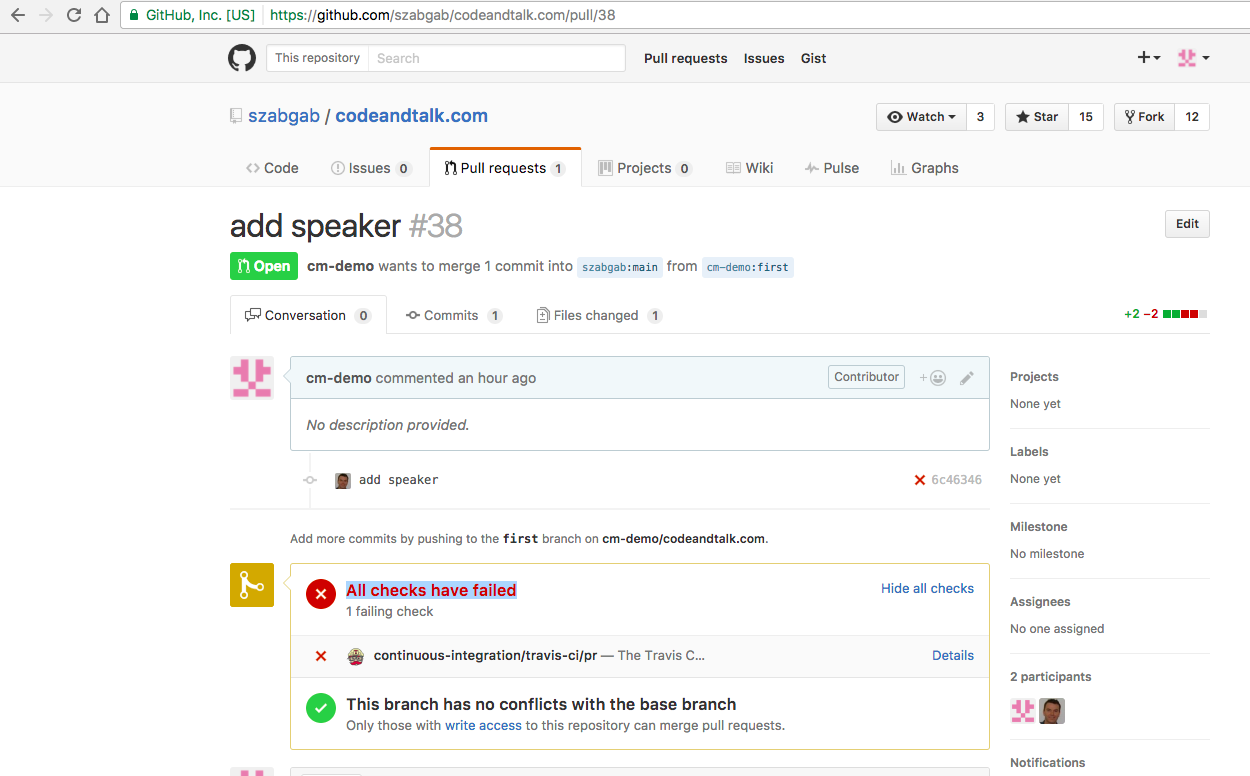 GitHub, Inc. [US] https://github.com/szabgab/codeandtalk.com/pull/38
This repository Search Pull requests Issues Gist
szabgab / codeandtalk.com
Watch 3 Star 15 Fork 12
Code Issues 0 Pull requests 1 Projects 0 Wiki Pulse Graphs
add speaker #38
Edit
Open cm-demo wants to merge 1 commit into szabgab:main from cm-demo:first
Conversation 0 Commits 1 Files changed 1 +2 −2
cm-demo commented an hour ago Contributor
No description provided.
add speaker 6c46346
Add more commits by pushing to the first branch on cm-demo/codeandtalk.com.
All checks have failed Hide all checks
1 failing check
continuous-integration/travis-ci/pr — The Travis C... Details
This branch has no conflicts with the base branch
Only those with write access to this repository can merge pull requests.
Projects
None yet
Labels
None yet
Milestone
No milestone
Assignees
No one assigned
2 participants
Notifications